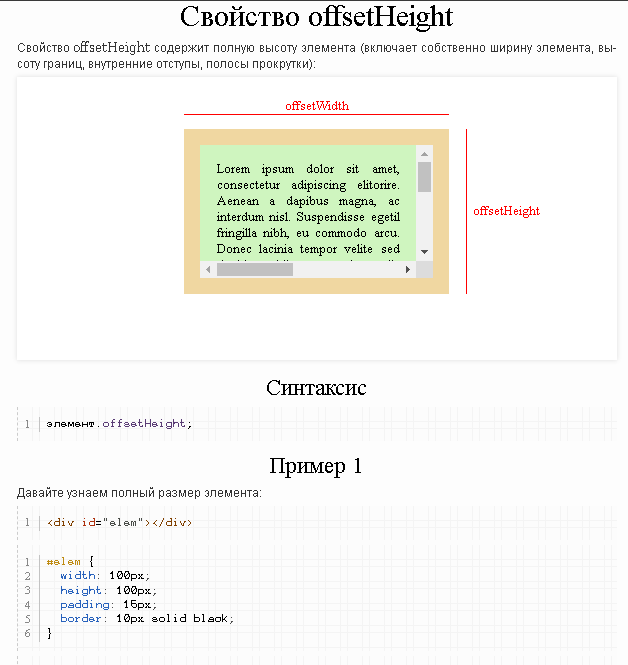 Свойство offsetHeight
Свойство offsetHeight содержит полную высоту элемента (включает собственно ширину элемента, вы-
соту границ, внутренние отступы, полосы прокрутки):
offsetWidth
Lorem ipsum dolor sit amet,
consectetur adipiscing elitorire.
Aenean a dapibus magna, ac
interdum nisl. Suspendisse egetil
fringilla nibh, eu commodo arcu.
Donec lacinia tempor velite sed
offsetHeight
Синтаксис
1 элемент.offsetHeight;
Пример 1
Давайте узнаем полный размер элемента:
1 <div id="elem"></div>
1 #elem {
2 width: 100px;
3 height: 100px;
4 padding: 15px;
5 border: 10px solid black;
6 }